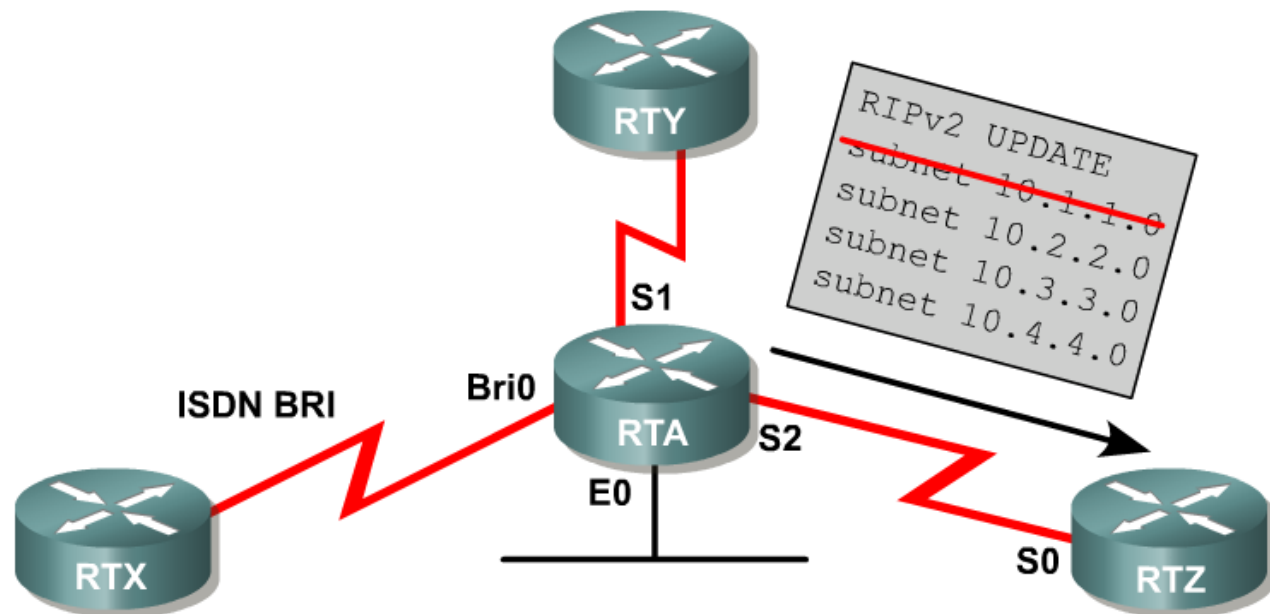 RTY
RIPv2 UPDATE
subnet 10.1.1.0
subnet 10.2.2.0
subnet 10.3.3.0
subnet 10.4.4.0
S1
ISDN BRI
Bri0
RTA
S2
E0
RTX
S0
RTZ